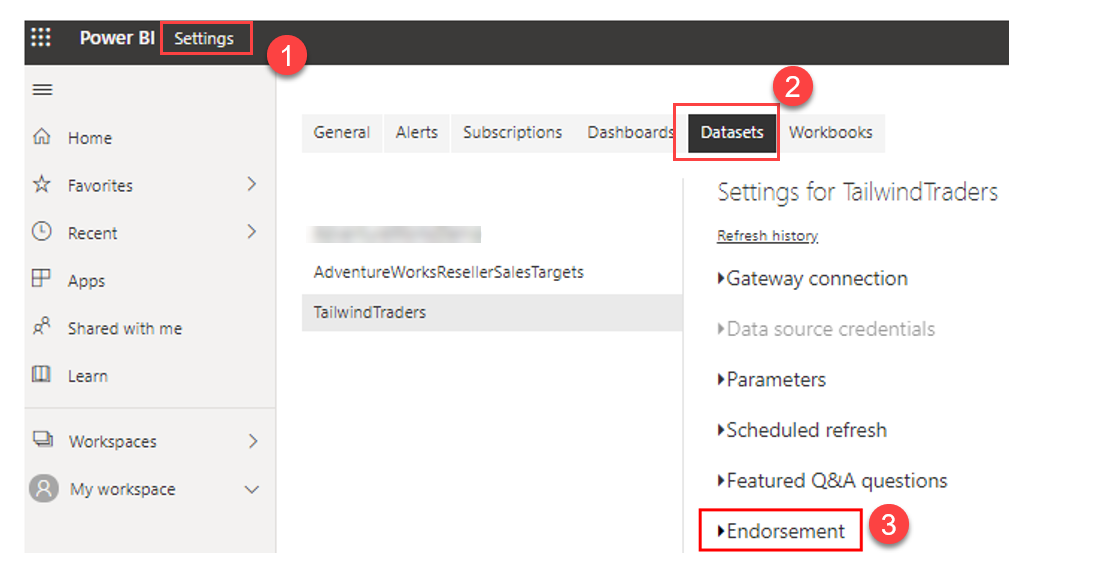 Power BI Settings
1
2
Home
Favorites
Recent
Apps
Shared with me
Learn
Workspaces
My workspace
General Alerts Subscriptions Dashboards Datasets Workbooks
AdventureWorksResellerSalesTargets
TailwindTraders
Settings for TailwindTraders
Refresh history
Gateway connection
Data source credentials
Parameters
Scheduled refresh
Featured Q&A questions
Endorsement
3